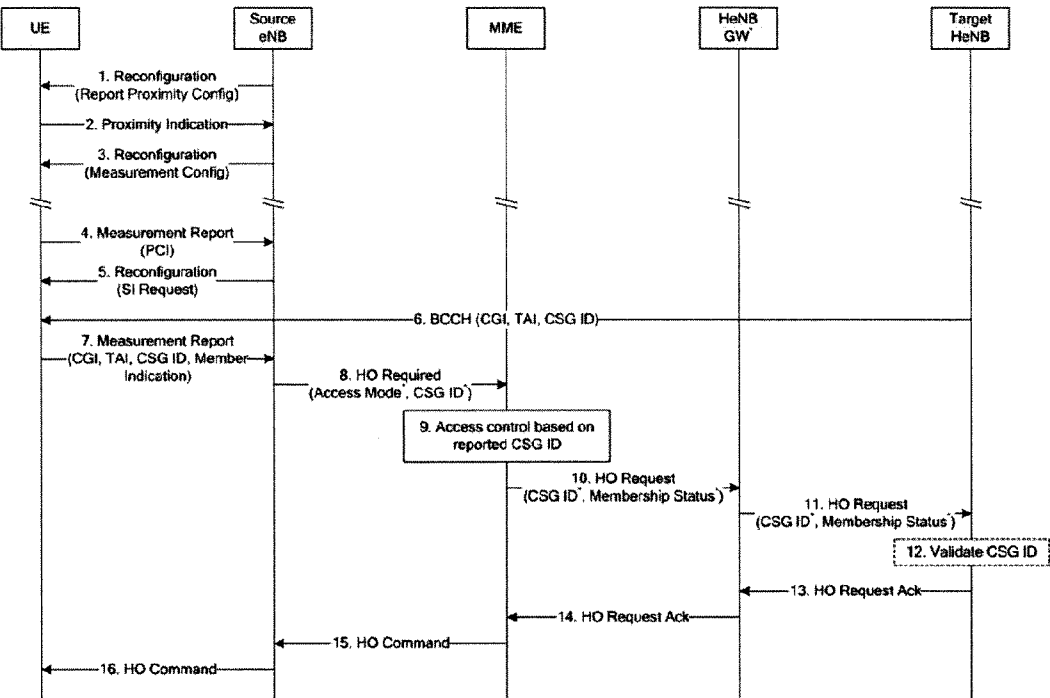 UE
Source
eNB
MME
HeNB
GW*
Target
HeNB
1. Reconfiguration
(Report Proximity Config)
2. Proximity Indication
3. Reconfiguration
(Measurement Config)
4. Measurement Report
(PCI)
5. Reconfiguration
(SI Request)
6. BCCH (CGI, TAI, CSG ID)
7. Measurement Report
(CGI, TAI, CSG ID, Member
Indication)
8. HO Required
(Access Mode*, CSG ID*)
9. Access control based on
reported CSG ID
10. HO Request
(CSG ID*, Membership Status*)
11. HO Request
(CSG ID*, Membership Status*)
12. Validate CSG ID
13. HO Request Ack
14. HO Request Ack
15. HO Command
16. HO Command